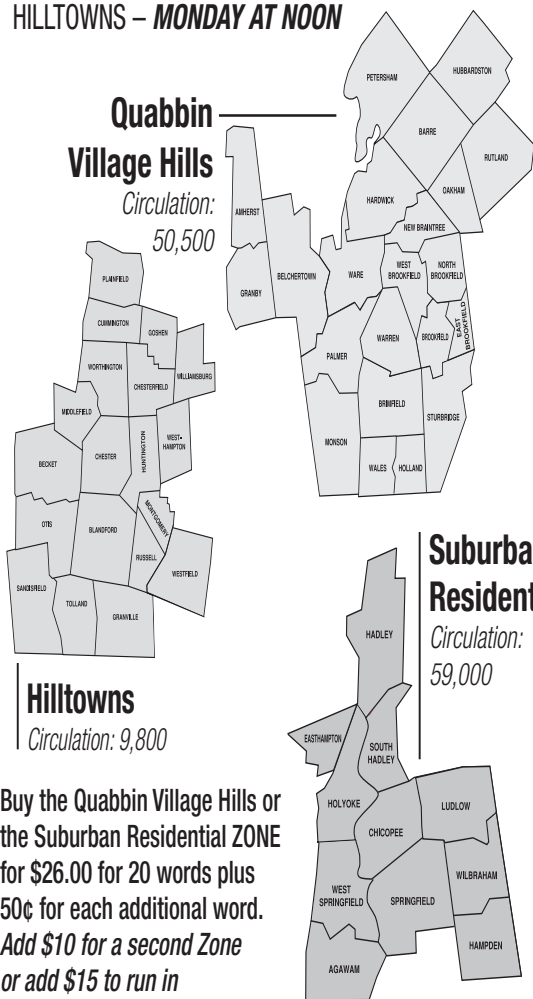 HILLTOWNS – MONDAY AT NOON
Quabbin
Village Hills
Circulation:
50,500
PETERSHAM
HUBBARDSTON
BARRE
RUTLAND
HARDWICK
OAKHAM
NEW BRAINTREE
AMHERST
GRANBY
BELCHERTOWN
WARE
WEST
BROOKFIELD
NORTH
BROOKFIELD
PALMER
WARREN
BROOKFIELD
EAST
BROOKFIELD
BRIMFIELD
STURBRIDGE
MONSON
WALES
HOLLAND
PLAINFIELD
CUMMINGTON
GOSHEN
WORTHINGTON
CHESTERFIELD
WILLIAMSBURG
MIDDLEFIELD
BECKET
CHESTER
HUNTINGTON
WEST-
HAMPTON
OTIS
BLANDFORD
MONTGOMERY
RUSSELL
WESTFIELD
SANDISFIELD
TOLLAND
GRANVILLE
Hilltowns
Circulation: 9,800
Suburba
Resident
Circulation:
59,000
HADLEY
EASTHAMPTON
SOUTH
HADLEY
HOLYOKE
CHICOPEE
LUDLOW
WEST
SPRINGFIELD
SPRINGFIELD
WILBRAHAM
HAMPDEN
AGAWAM
Buy the Quabbin Village Hills or
the Suburban Residential ZONE
for $26.00 for 20 words plus
50¢ for each additional word.
Add $10 for a second Zone
or add $15 to run in